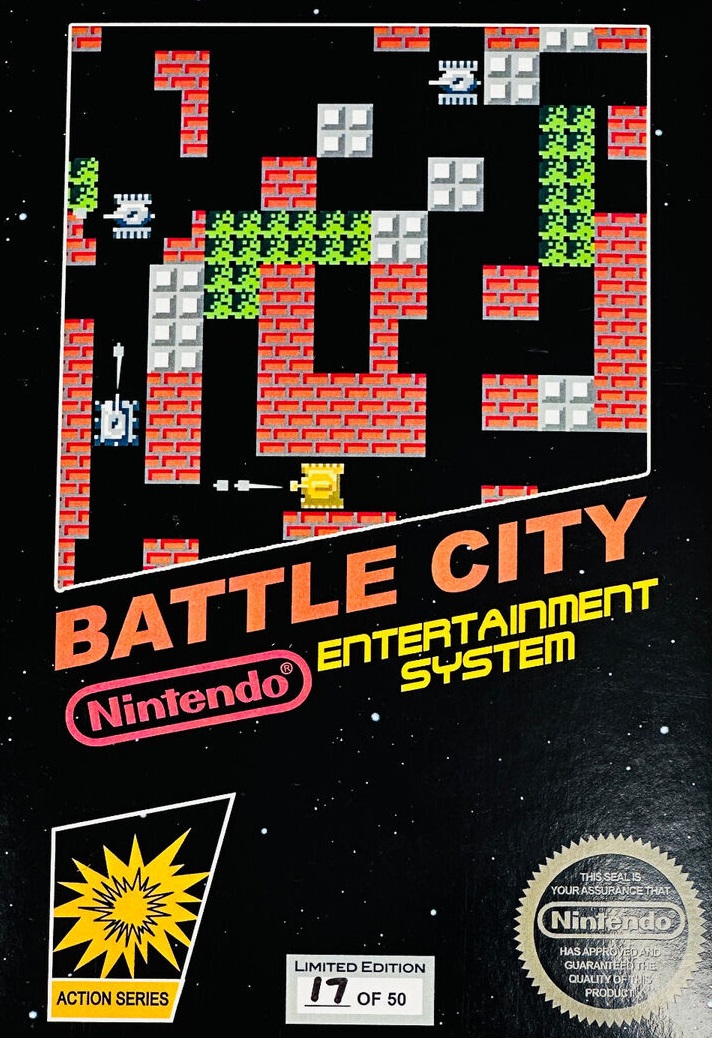 BATTLE CITY
Nintendo®
ENTERTAINMENT
SYSTEM
ACTION SERIES
LIMITED EDITION
17 OF 50
THIS SEAL IS
YOUR ASSURANCE THAT
Nintendo
HAS APPROVED AND
GUARANTEED THE
QUALITY OF THIS
PRODUCT.